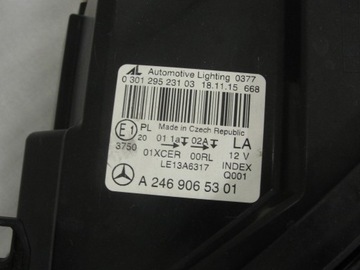 AL Automotive Lighting 0377
0 301 295 231 03 18.11.15 668
E1 PL Made in Czech Republic
20 01 1a 02A LA
3750 01XCER 00RL 12 V
LE13A6317 INDEX
Q001
A 246 906 53 01